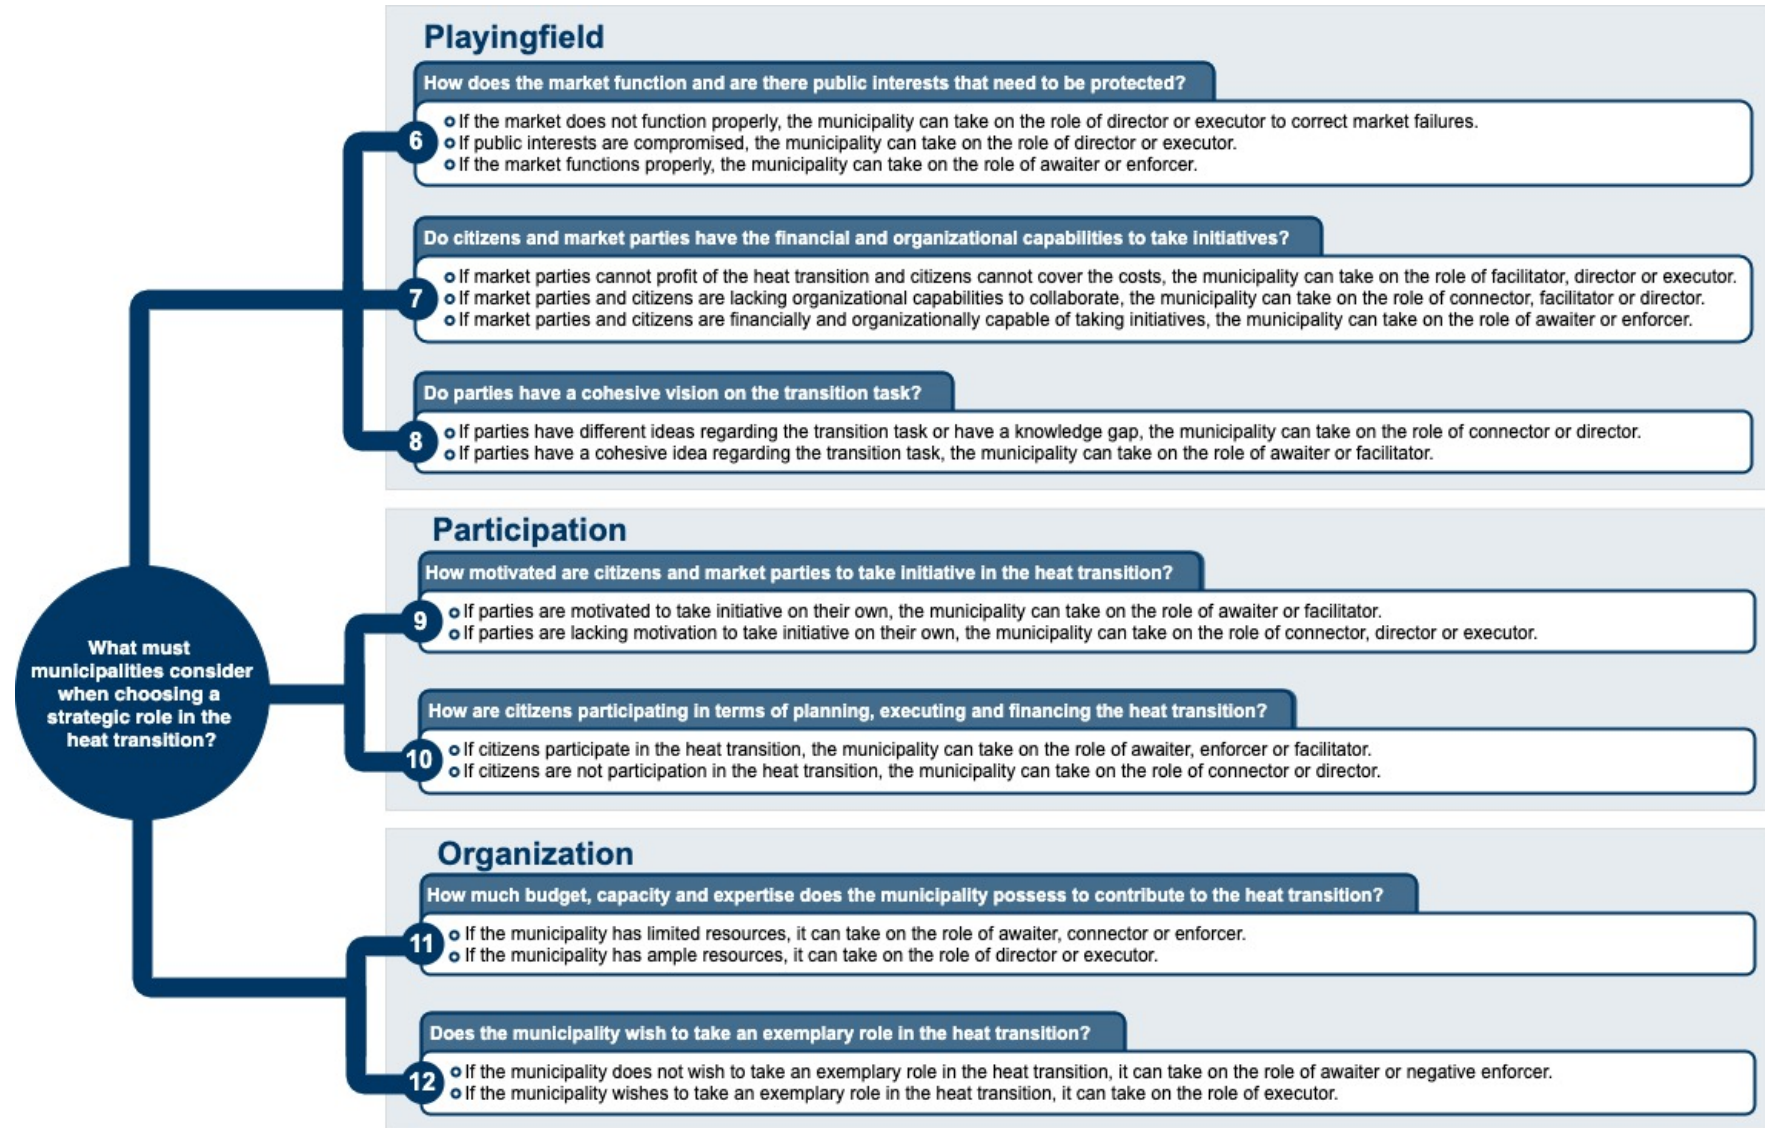 Playingfield
How does the market function and are there public interests that need to be protected?
6
If the market does not function properly, the municipality can take on the role of director or executor to correct market failures.
If public interests are compromised, the municipality can take on the role of director or executor.
If the market functions properly, the municipality can take on the role of awaiter or enforcer.
Do citizens and market parties have the financial and organizational capabilities to take initiatives?
7
If market parties cannot profit of the heat transition and citizens cannot cover the costs, the municipality can take on the role of facilitator, director or executor.
If market parties and citizens are lacking organizational capabilities to collaborate, the municipality can take on the role of connector, facilitator or director.
If market parties and citizens are financially and organizationally capable of taking initiatives, the municipality can take on the role of awaiter or enforcer.
Do parties have a cohesive vision on the transition task?
8
If parties have different ideas regarding the transition task or have a knowledge gap, the municipality can take on the role of connector or director.
If parties have a cohesive idea regarding the transition task, the municipality can take on the role of awaiter or facilitator.
What must
municipalities consider
when choosing a
strategic role in the
heat transition?
Participation
How motivated are citizens and market parties to take initiative in the heat transition?
9
If parties are motivated to take initiative on their own, the municipality can take on the role of awaiter or facilitator.
If parties are lacking motivation to take initiative on their own, the municipality can take on the role of connector, director or executor.
How are citizens participating in terms of planning, executing and financing the heat transition?
10
If citizens participate in the heat transition, the municipality can take on the role of awaiter, enforcer or facilitator.
If citizens are not participation in the heat transition, the municipality can take on the role of connector or director.
Organization
How much budget, capacity and expertise does the municipality possess to contribute to the heat transition?
11
If the municipality has limited resources, it can take on the role of awaiter, connector or enforcer.
If the municipality has ample resources, it can take on the role of director or executor.
Does the municipality wish to take an exemplary role in the heat transition?
12
If the municipality does not wish to take an exemplary role in the heat transition, it can take on the role of awaiter or negative enforcer.
If the municipality wishes to take an exemplary role in the heat transition, it can take on the role of executor.